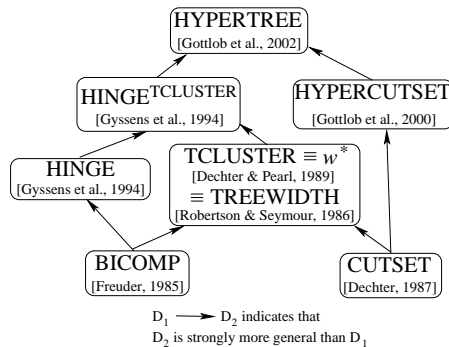 HYPERTREE
[Gottlob et al., 2002]
HINGE^TCLUSTER
[Gyssens et al., 1994]
HYPERCUTSET
[Gottlob et al., 2000]
HINGE
[Gyssens et al., 1994]
TCLUSTER ≡ w*
[Dechter & Pearl, 1989]
≡ TREEWIDTH
[Robertson & Seymour, 1986]
BICOMP
[Freuder, 1985]
CUTSET
[Dechter, 1987]
D₁ → D₂ indicates that
D₂ is strongly more general than D₁